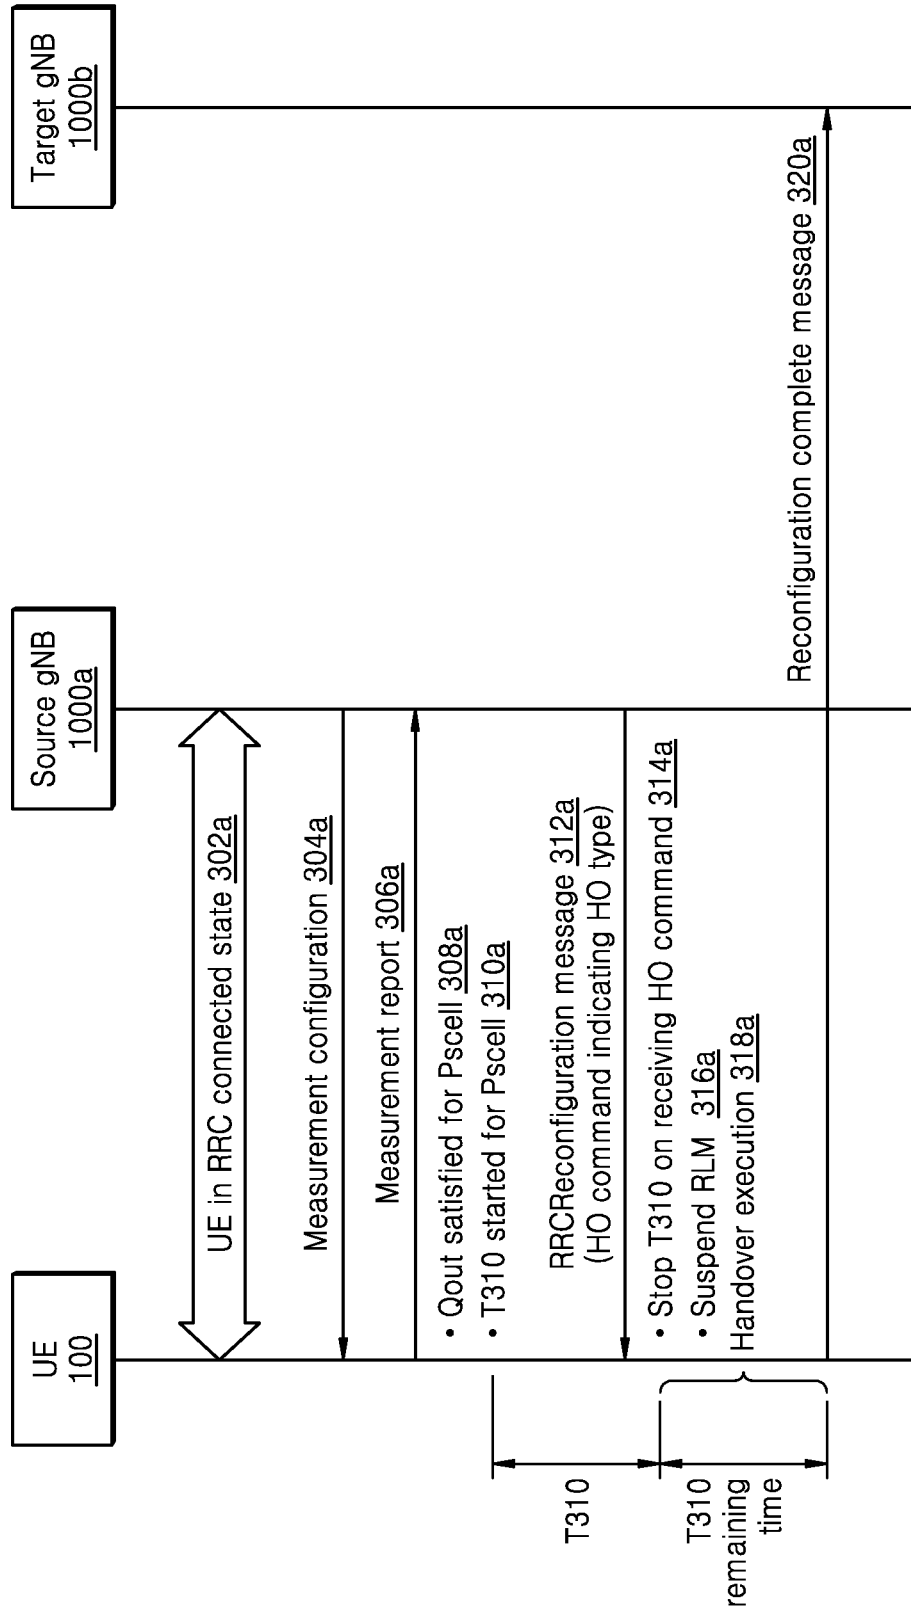 UE
100
Source gNB
1000a
Target gNB
1000b
UE in RRC connected state 302a
Measurement configuration 304a
Measurement report 306a
• Qout satisfied for Pscell 308a
• T310 started for Pscell 310a
RRCReconfiguration message 312a
(HO command indicating HO type)
• Stop T310 on receiving HO command 314a
• Suspend RLM 316a
Handover execution 318a
Reconfiguration complete message 320a
T310
T310
remaining
time